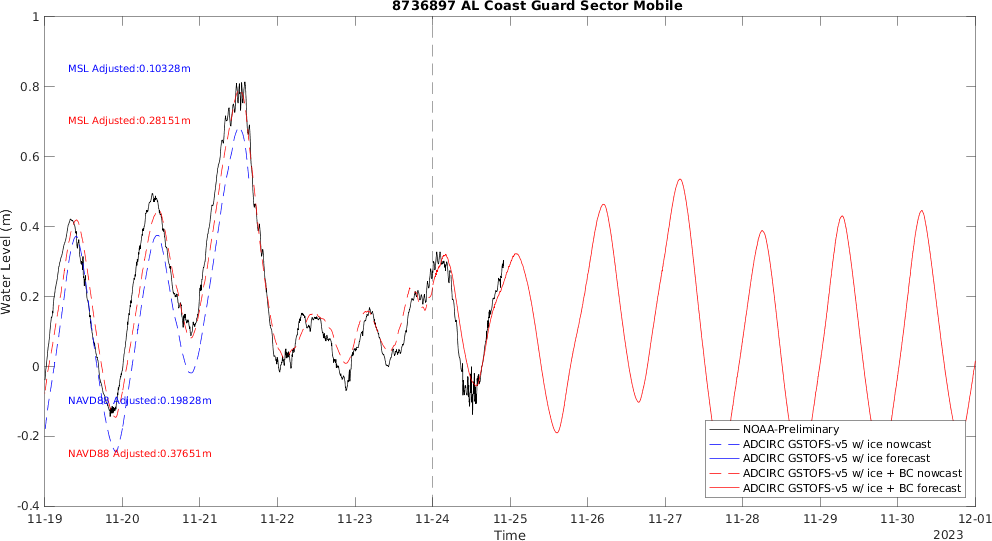 8736897 AL Coast Guard Sector Mobile
1
0.8
0.6
0.4
0.2
0
-0.2
-0.4
Water Level (m)
MSL Adjusted:0.10328m
MSL Adjusted:0.28151m
NAVD88 Adjusted:0.19828m
NAVD88 Adjusted:0.37651m
NOAA-Preliminary
ADCIRC GSTOFS-v5 w/ ice nowcast
ADCIRC GSTOFS-v5 w/ ice forecast
ADCIRC GSTOFS-v5 w/ ice + BC nowcast
ADCIRC GSTOFS-v5 w/ ice + BC forecast
11-19 11-20 11-21 11-22 11-23 11-24 11-25 11-26 11-27 11-28 11-29 11-30 12-01
Time
2023